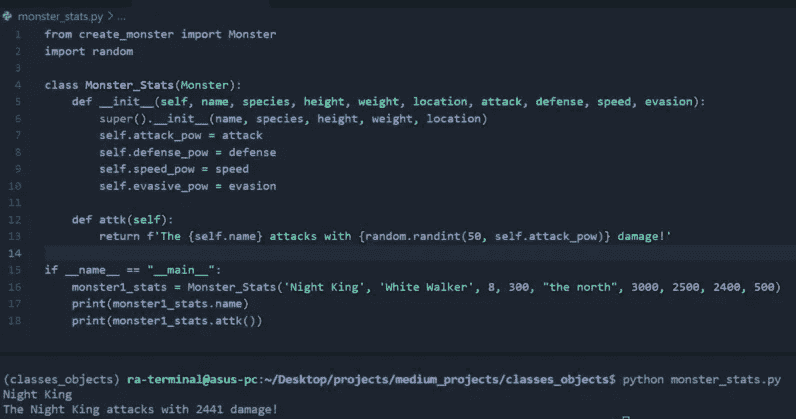 monster_stats.py > ...
1 from create_monster import Monster
2 import random
3
4 class Monster_Stats(Monster):
5 def __init__(self, name, species, height, weight, location, attack, defense, speed, evasion):
6 super().__init__(name, species, height, weight, location)
7 self.attack_pow = attack
8 self.defense_pow = defense
9 self.speed_pow = speed
10 self.evasive_pow = evasion
11
12 def attk(self):
13 return f'The {self.name} attacks with {random.randint(50, self.attack_pow)} damage!'
14
15 if __name__ == "__main__":
16 monster1_stats = Monster_Stats('Night King', 'White Walker', 8, 300, "the north", 3000, 2500, 2400, 500)
17 print(monster1_stats.name)
18 print(monster1_stats.attk())
(classes_objects) ra-terminal@asus-pc:~/Desktop/projects/medium_projects/classes_objects$ python monster_stats.py
Night King
The Night King attacks with 2441 damage!